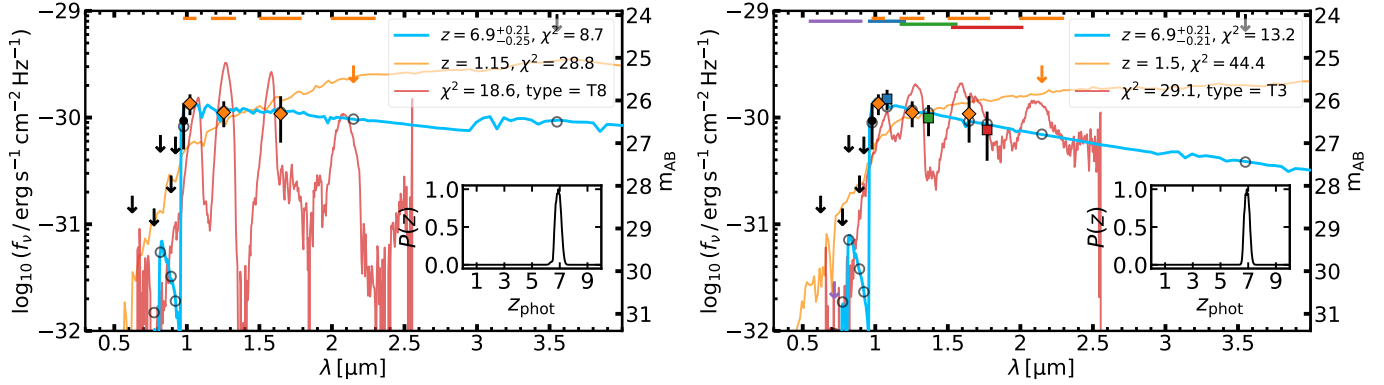 −29
−30
−31
−32
log₁₀ (fᵥ / erg s⁻¹ cm⁻² Hz⁻¹)
24
25
26
27
28
29
30
31
m_AB
z = 6.9^{+0.21}_{−0.25}, χ² = 8.7
z = 1.15, χ² = 28.8
χ² = 18.6, type = T8
P(z)
1.0
0.5
0.0
1 3 5 7 9
z_phot
0.5 1.0 1.5 2.0 2.5 3.0 3.5
λ [μm]
−29
−30
−31
−32
log₁₀ (fᵥ / erg s⁻¹ cm⁻² Hz⁻¹)
24
25
26
27
28
29
30
31
m_AB
z = 6.9^{+0.21}_{−0.21}, χ² = 13.2
z = 1.5, χ² = 44.4
χ² = 29.1, type = T3
P(z)
1.0
0.5
0.0
1 3 5 7 9
z_phot
0.5 1.0 1.5 2.0 2.5 3.0 3.5
λ [μm]